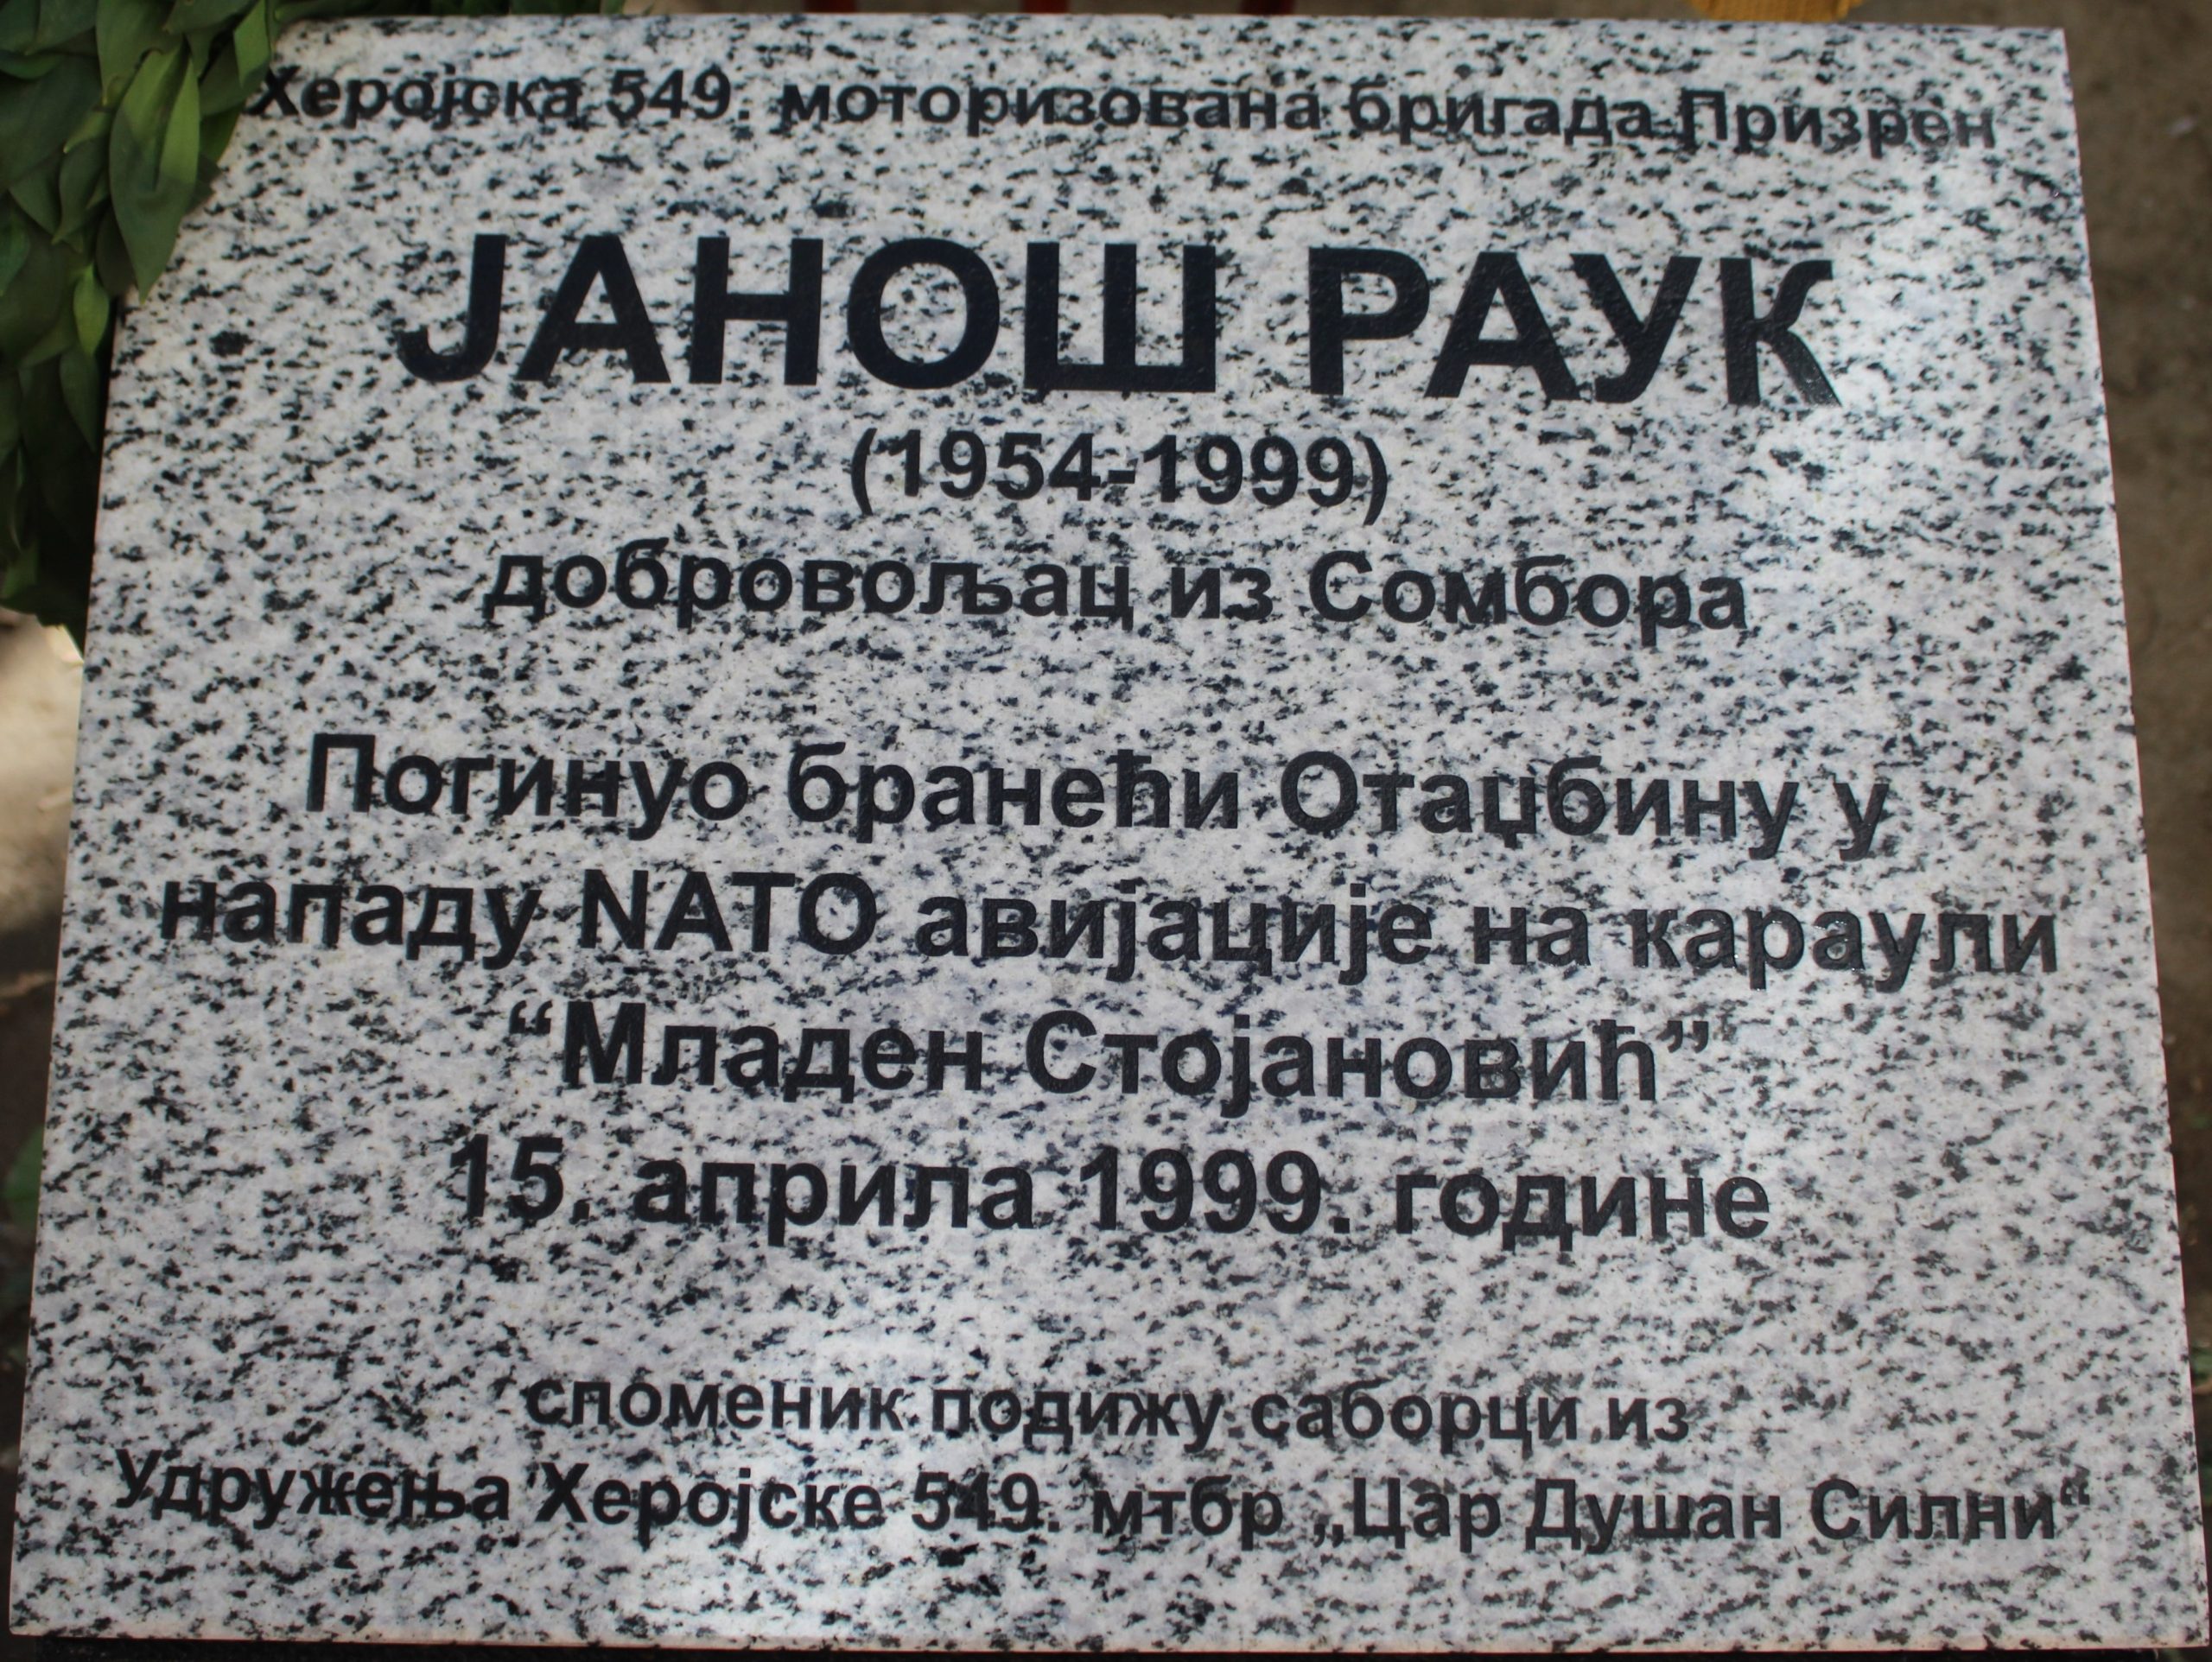 Херојска 549. моторизована бригада-Призрен
ЈАНОШ РАУК
(1954-1999)
добровољац из Сомбора
Погинуо бранећи Отаџбину у
нападу NATO авијације на караули
“Младен Стојановић”
15. априла 1999. године
споменик подижу саборци из
Удружења Херојске 549. мтбр „Цар Душан Силни“